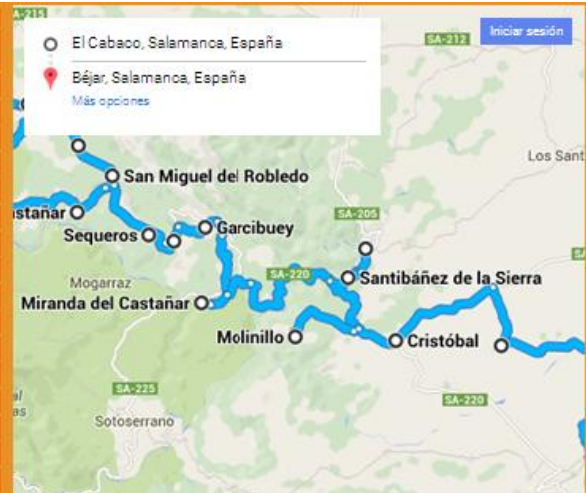 SA-215
El Cabaco, Salamanca, España
SA-212
Iniciar sesión
Béjar, Salamanca, España
Más opciones
Los Sant
San Miguel del Robledo
stañar
SA-205
Garcibuey
Sequeros
SA-220
Santibáñez de la Sierra
Mogarraz
Miranda del Castañar
Molinillo
Cristóbal
SA-225
SA-220
Sotoserrano